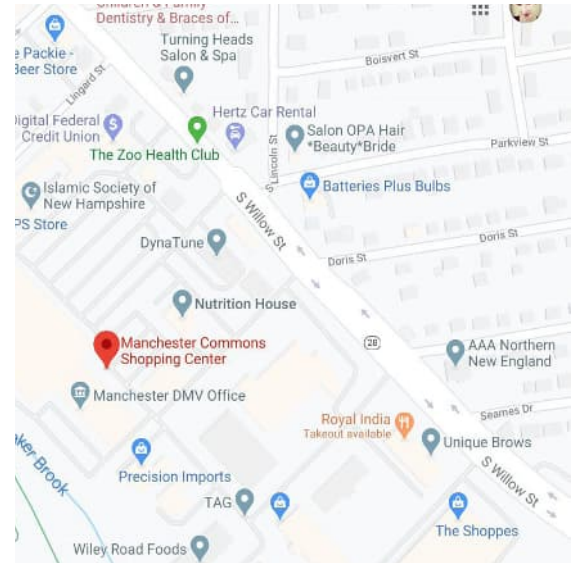 Children & Family
Dentistry & Braces of...
e Packie -
Beer Store
Turning Heads
Salon & Spa
Boisvert St
Lingard St
Digital Federal
Credit Union
Hertz Car Rental
The Zoo Health Club
S Lincoln St
Salon OPA Hair
*Beauty*Bride
Parkview St
Islamic Society of
New Hampshire
PS Store
Batteries Plus Bulbs
S Willow St
DynaTune
Doris St
Doris St
Nutrition House
28
Manchester Commons
Shopping Center
AAA Northern
New England
Manchester DMV Office
Royal India
Takeout available
Seames Dr
Unique Brows
aker Brook
Precision Imports
S Willow St
TAG
The Shoppes
Wiley Road Foods